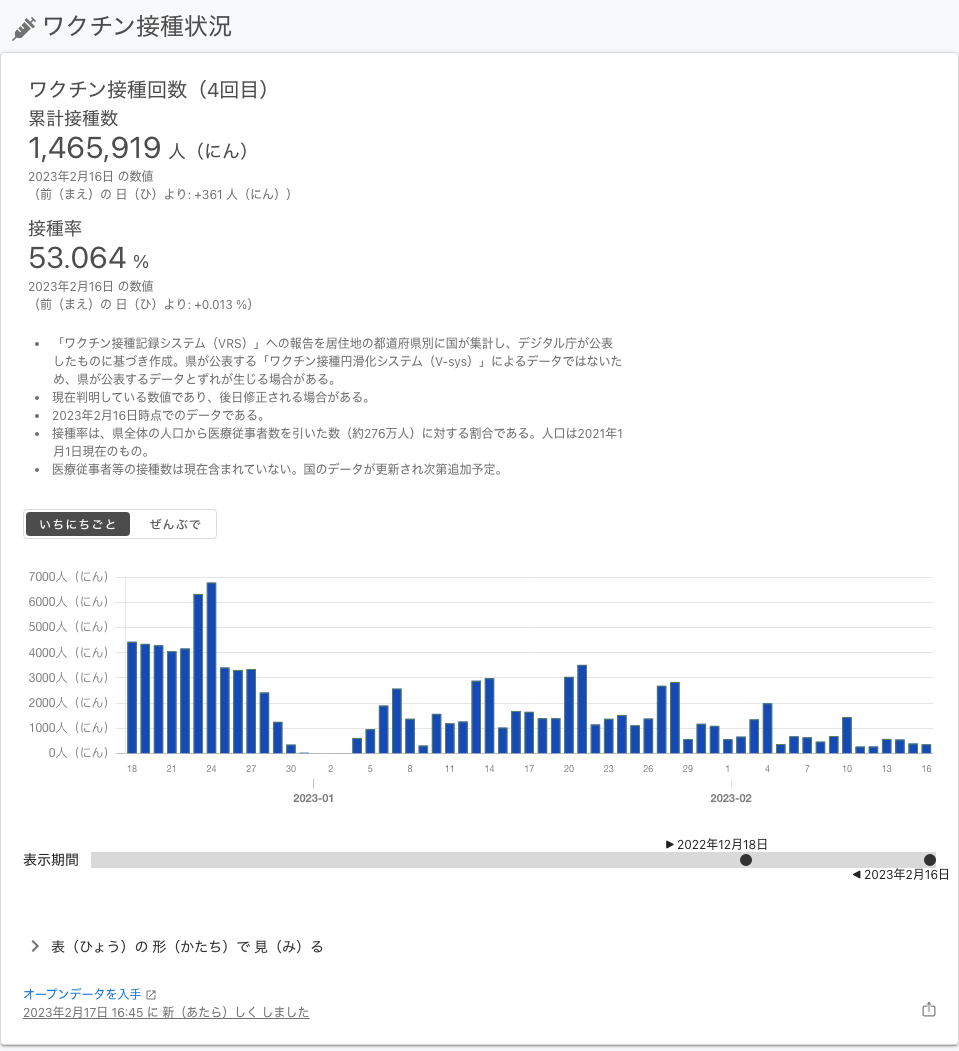 ワクチン接種状況
ワクチン接種回数（4回目）
累計接種数
1,465,919 人（にん）
2023年2月16日 の数値
（前（まえ）の 日（ひ）より: +361 人（にん））
接種率
53.064 %
2023年2月16日 の数値
（前（まえ）の 日（ひ）より: +0.013 %）
• 「ワクチン接種記録システム（VRS）」への報告を居住地の都道府県別に国が集計し、デジタル庁が公表
したものに基づき作成。県が公表する「ワクチン接種円滑化システム（V-sys）」によるデータではないた
め、県が公表するデータとずれが生じる場合がある。
• 現在判明している数値であり、後日修正される場合がある。
• 2023年2月16日時点でのデータである。
• 接種率は、県全体の人口から医療従事者数を引いた数（約276万人）に対する割合である。人口は2021年1
月1日現在のもの。
• 医療従事者等の接種数は現在含まれていない。国のデータが更新され次第追加予定。
いちにちごと ぜんぶで
7000人（にん）
6000人（にん）
5000人（にん）
4000人（にん）
3000人（にん）
2000人（にん）
1000人（にん）
0人（にん）
18 21 24 27 30 2 5 8 11 14 17 20 23 26 29 1 4 7 10 13 16
2023-01 2023-02
2022年12月18日
表示期間
2023年2月16日
表（ひょう）の 形（かたち）で 見（み）る
オープンデータを入手
2023年2月17日 16:45 に 新（あたら）しく しました